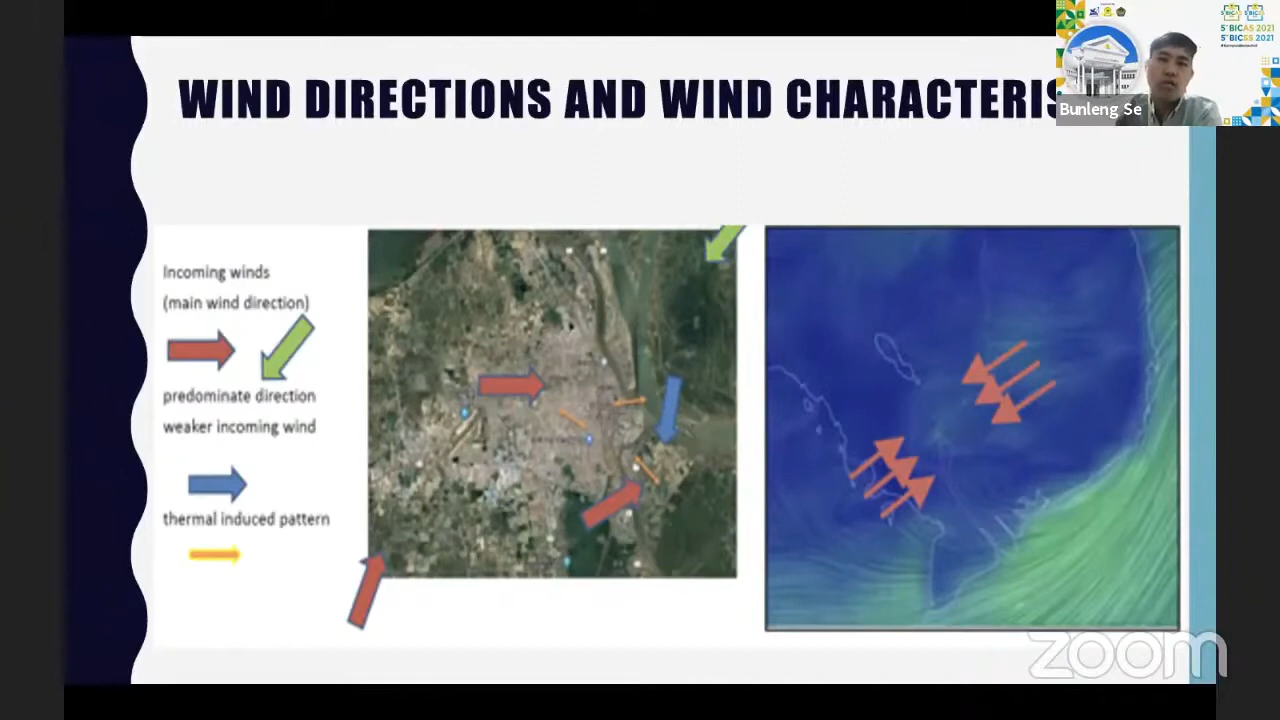 WIND DIRECTIONS AND WIND CHARACTERIS
Bunleng Se
5th BICAS 2021
5th BICSS 2021
Incoming winds
(main wind direction)
predominate direction
weaker incoming wind
thermal induced pattern
zoom